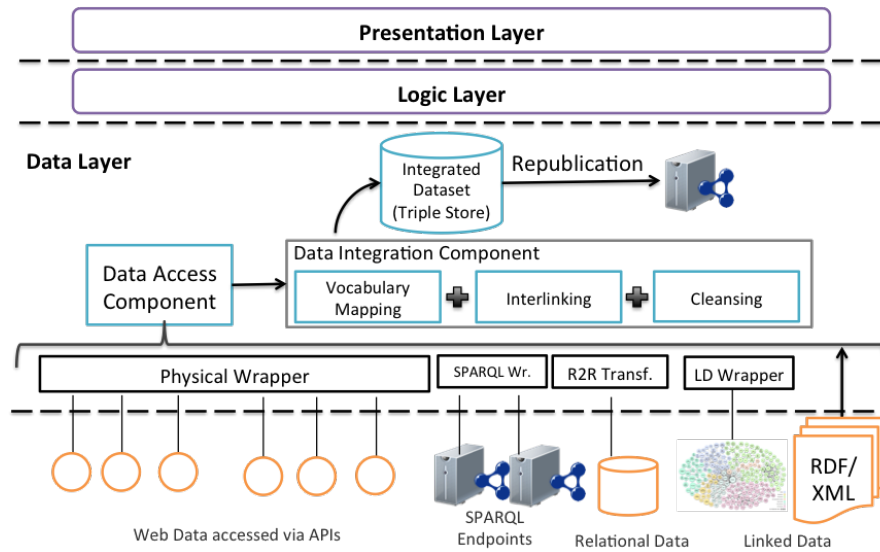 Presentation Layer
Logic Layer
Data Layer
Integrated
Dataset
(Triple Store)
Republication
Data Access
Component
Data Integration Component
Vocabulary
Mapping
Interlinking
Cleansing
Physical Wrapper
SPARQL Wr.
R2R Transf.
LD Wrapper
RDF/
XML
Web Data accessed via APIs
SPARQL
Endpoints
Relational Data
Linked Data